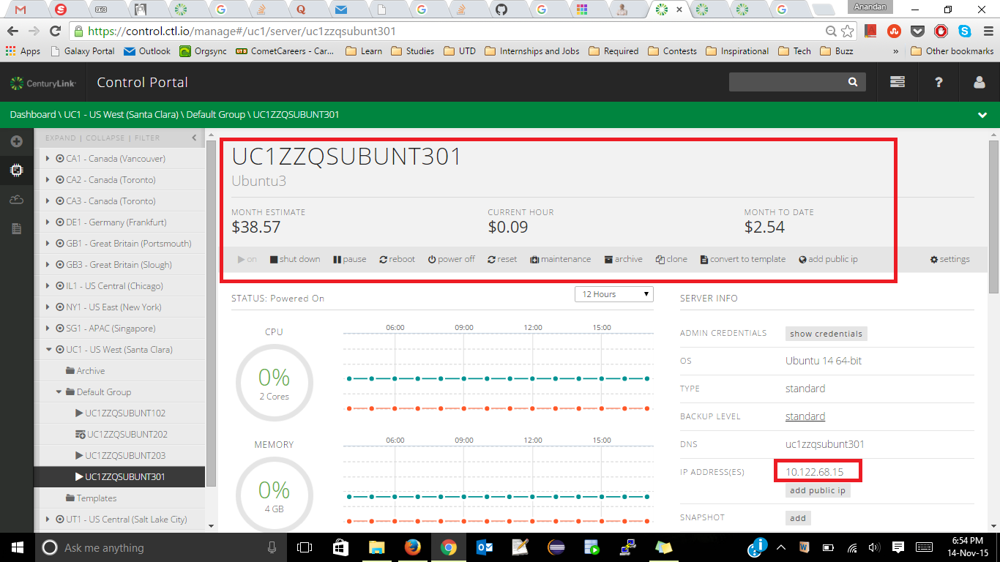 Anandan
https://control.ctl.io/manage#/uc1/server/uc1zzqsubunt301
Apps Galaxy Portal Outlook Orgsync CometCareers - Car... Learn Studies UTD Internships and Jobs Required Contests Inspirational Tech Buzz » Other bookmarks
CenturyLink Control Portal ?
Dashboard \ UC1 - US West (Santa Clara) \ Default Group \ UC1ZZQSUBUNT301
EXPAND | COLLAPSE | FILTER
CA1 - Canada (Vancouver)
CA2 - Canada (Toronto)
CA3 - Canada (Toronto)
DE1 - Germany (Frankfurt)
GB1 - Great Britain (Portsmouth)
GB3 - Great Britain (Slough)
IL1 - US Central (Chicago)
NY1 - US East (New York)
SG1 - APAC (Singapore)
UC1 - US West (Santa Clara)
Archive
Default Group
UC1ZZQSUBUNT102
UC1ZZQSUBUNT202
UC1ZZQSUBUNT203
UC1ZZQSUBUNT301
Templates
UT1 - US Central (Salt Lake City)
UC1ZZQSUBUNT301
Ubuntu3
MONTH ESTIMATE CURRENT HOUR MONTH TO DATE
$38.57 $0.09 $2.54
on shut down pause reboot power off reset maintenance archive clone convert to template add public ip settings
STATUS: Powered On 12 Hours
CPU
06:00 09:00 12:00 15:00
0%
2 Cores
MEMORY
06:00 09:00 12:00 15:00
0%
4 GB
SERVER INFO
ADMIN CREDENTIALS show credentials
OS Ubuntu 14 64-bit
TYPE standard
BACKUP LEVEL standard
DNS uc1zzqsubunt301
IP ADDRESS(ES) 10.122.68.15
add public ip
SNAPSHOT add
Ask me anything
6:54 PM
14-Nov-15